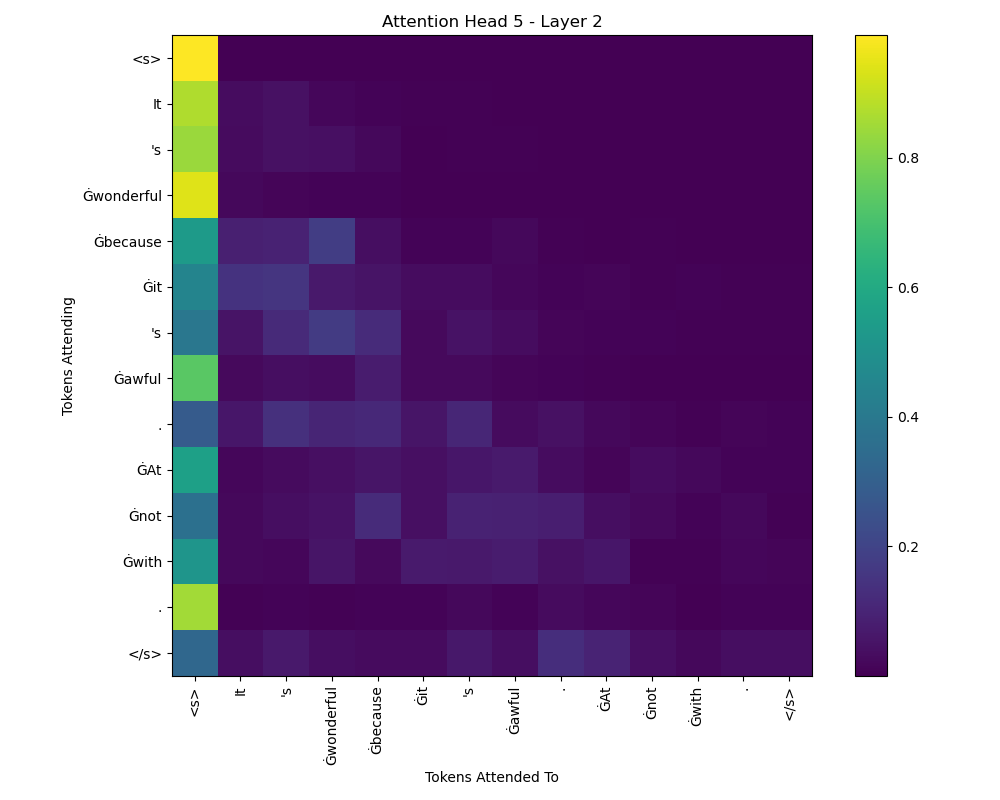 Attention Head 5 - Layer 2
<s>
It
's
Ġwonderful
Ġbecause
Ġit
's
Ġawful
.
ĠAt
Ġnot
Ġwith
.
</s>
Tokens Attending
<s>
It
's
Ġwonderful
Ġbecause
Ġit
's
Ġawful
.
ĠAt
Ġnot
Ġwith
.
</s>
Tokens Attended To
0.8
0.6
0.4
0.2